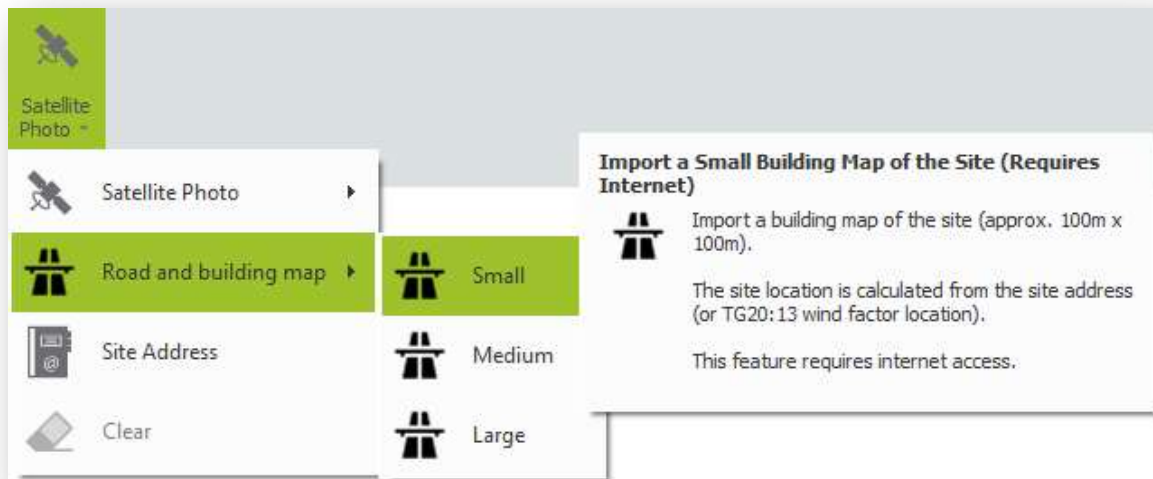 Satellite
Photo
Satellite Photo
Road and building map
Site Address
Clear
Small
Medium
Large
Import a Small Building Map of the Site (Requires
Internet)
Import a building map of the site (approx. 100m x
100m).
The site location is calculated from the site address
(or TG20:13 wind factor location).
This feature requires internet access.